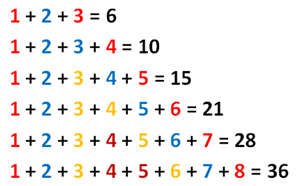 1 + 2 + 3 = 6
1 + 2 + 3 + 4 = 10
1 + 2 + 3 + 4 + 5 = 15
1 + 2 + 3 + 4 + 5 + 6 = 21
1 + 2 + 3 + 4 + 5 + 6 + 7 = 28
1 + 2 + 3 + 4 + 5 + 6 + 7 + 8 = 36